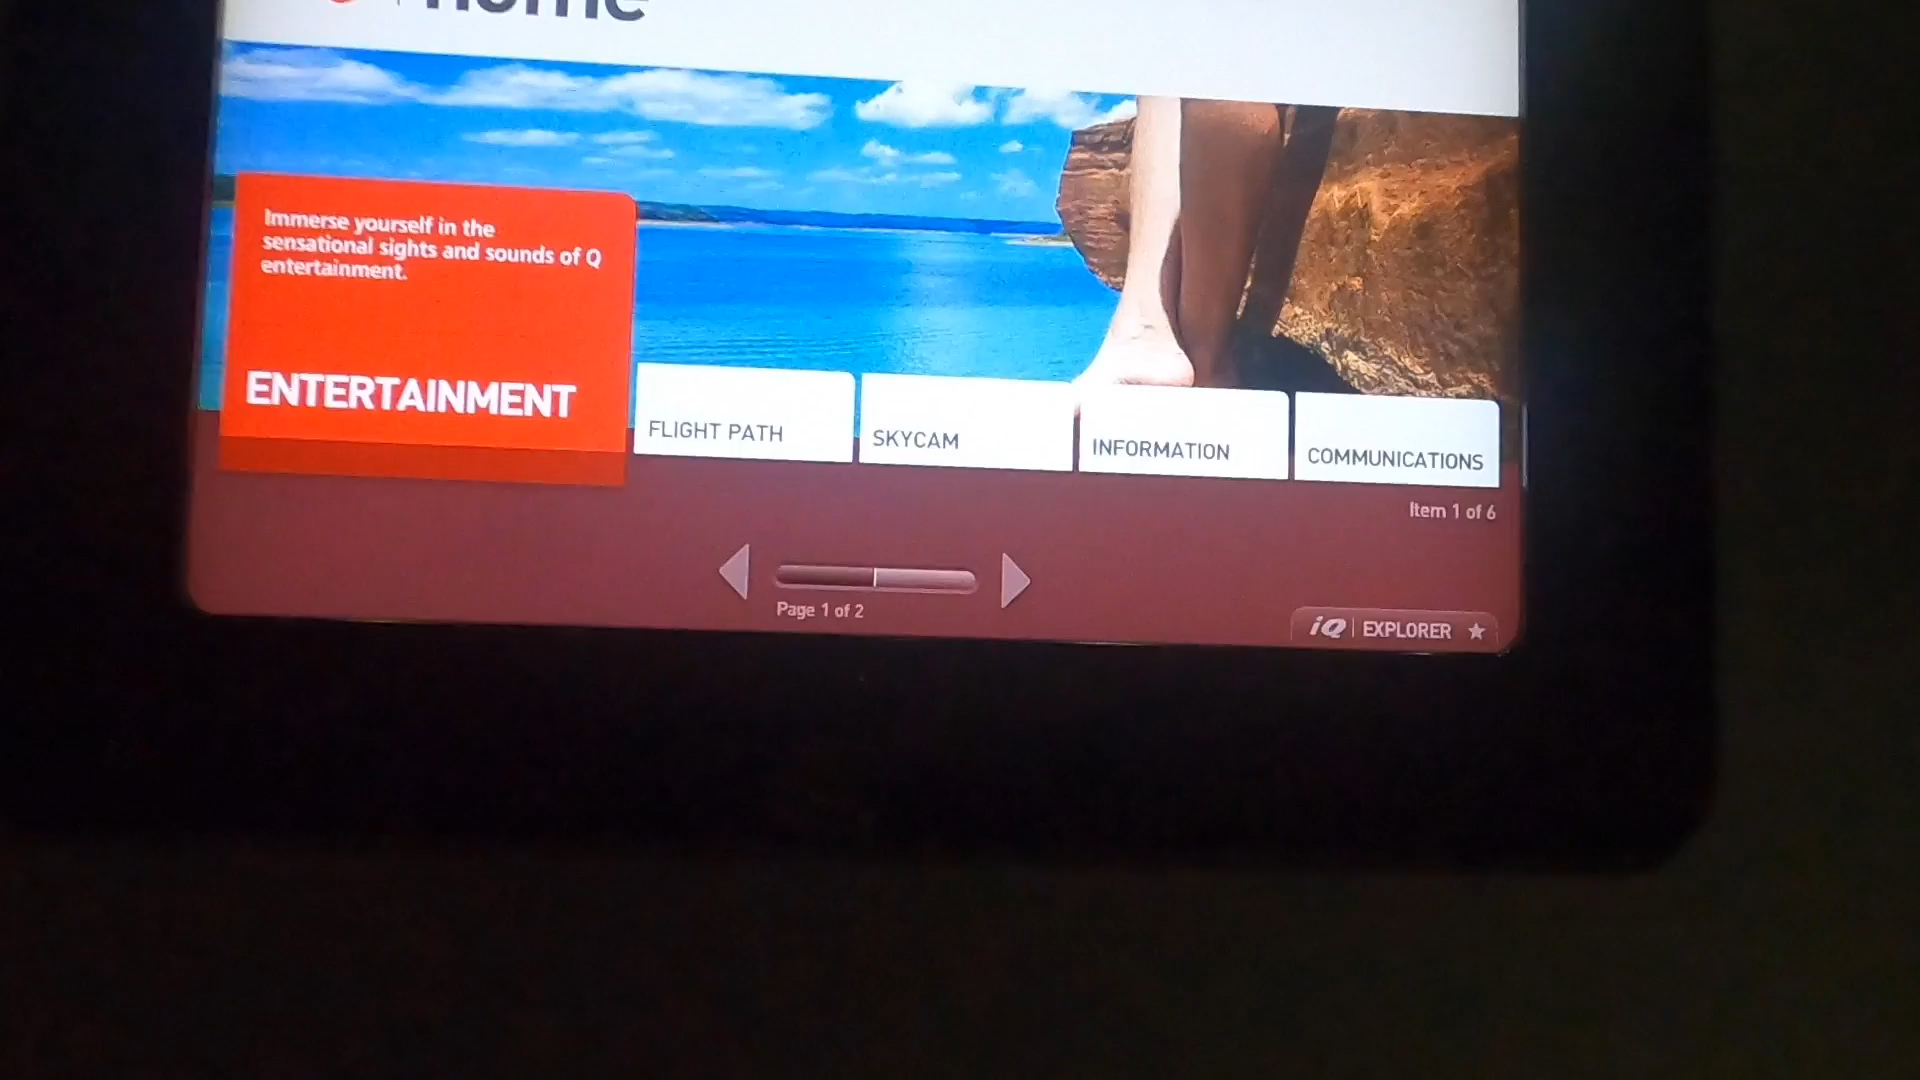 home
Immerse yourself in the
sensational sights and sounds of Q
entertainment.
ENTERTAINMENT
FLIGHT PATH
SKYCAM
INFORMATION
COMMUNICATIONS
Item 1 of 6
Page 1 of 2
iQ | EXPLORER